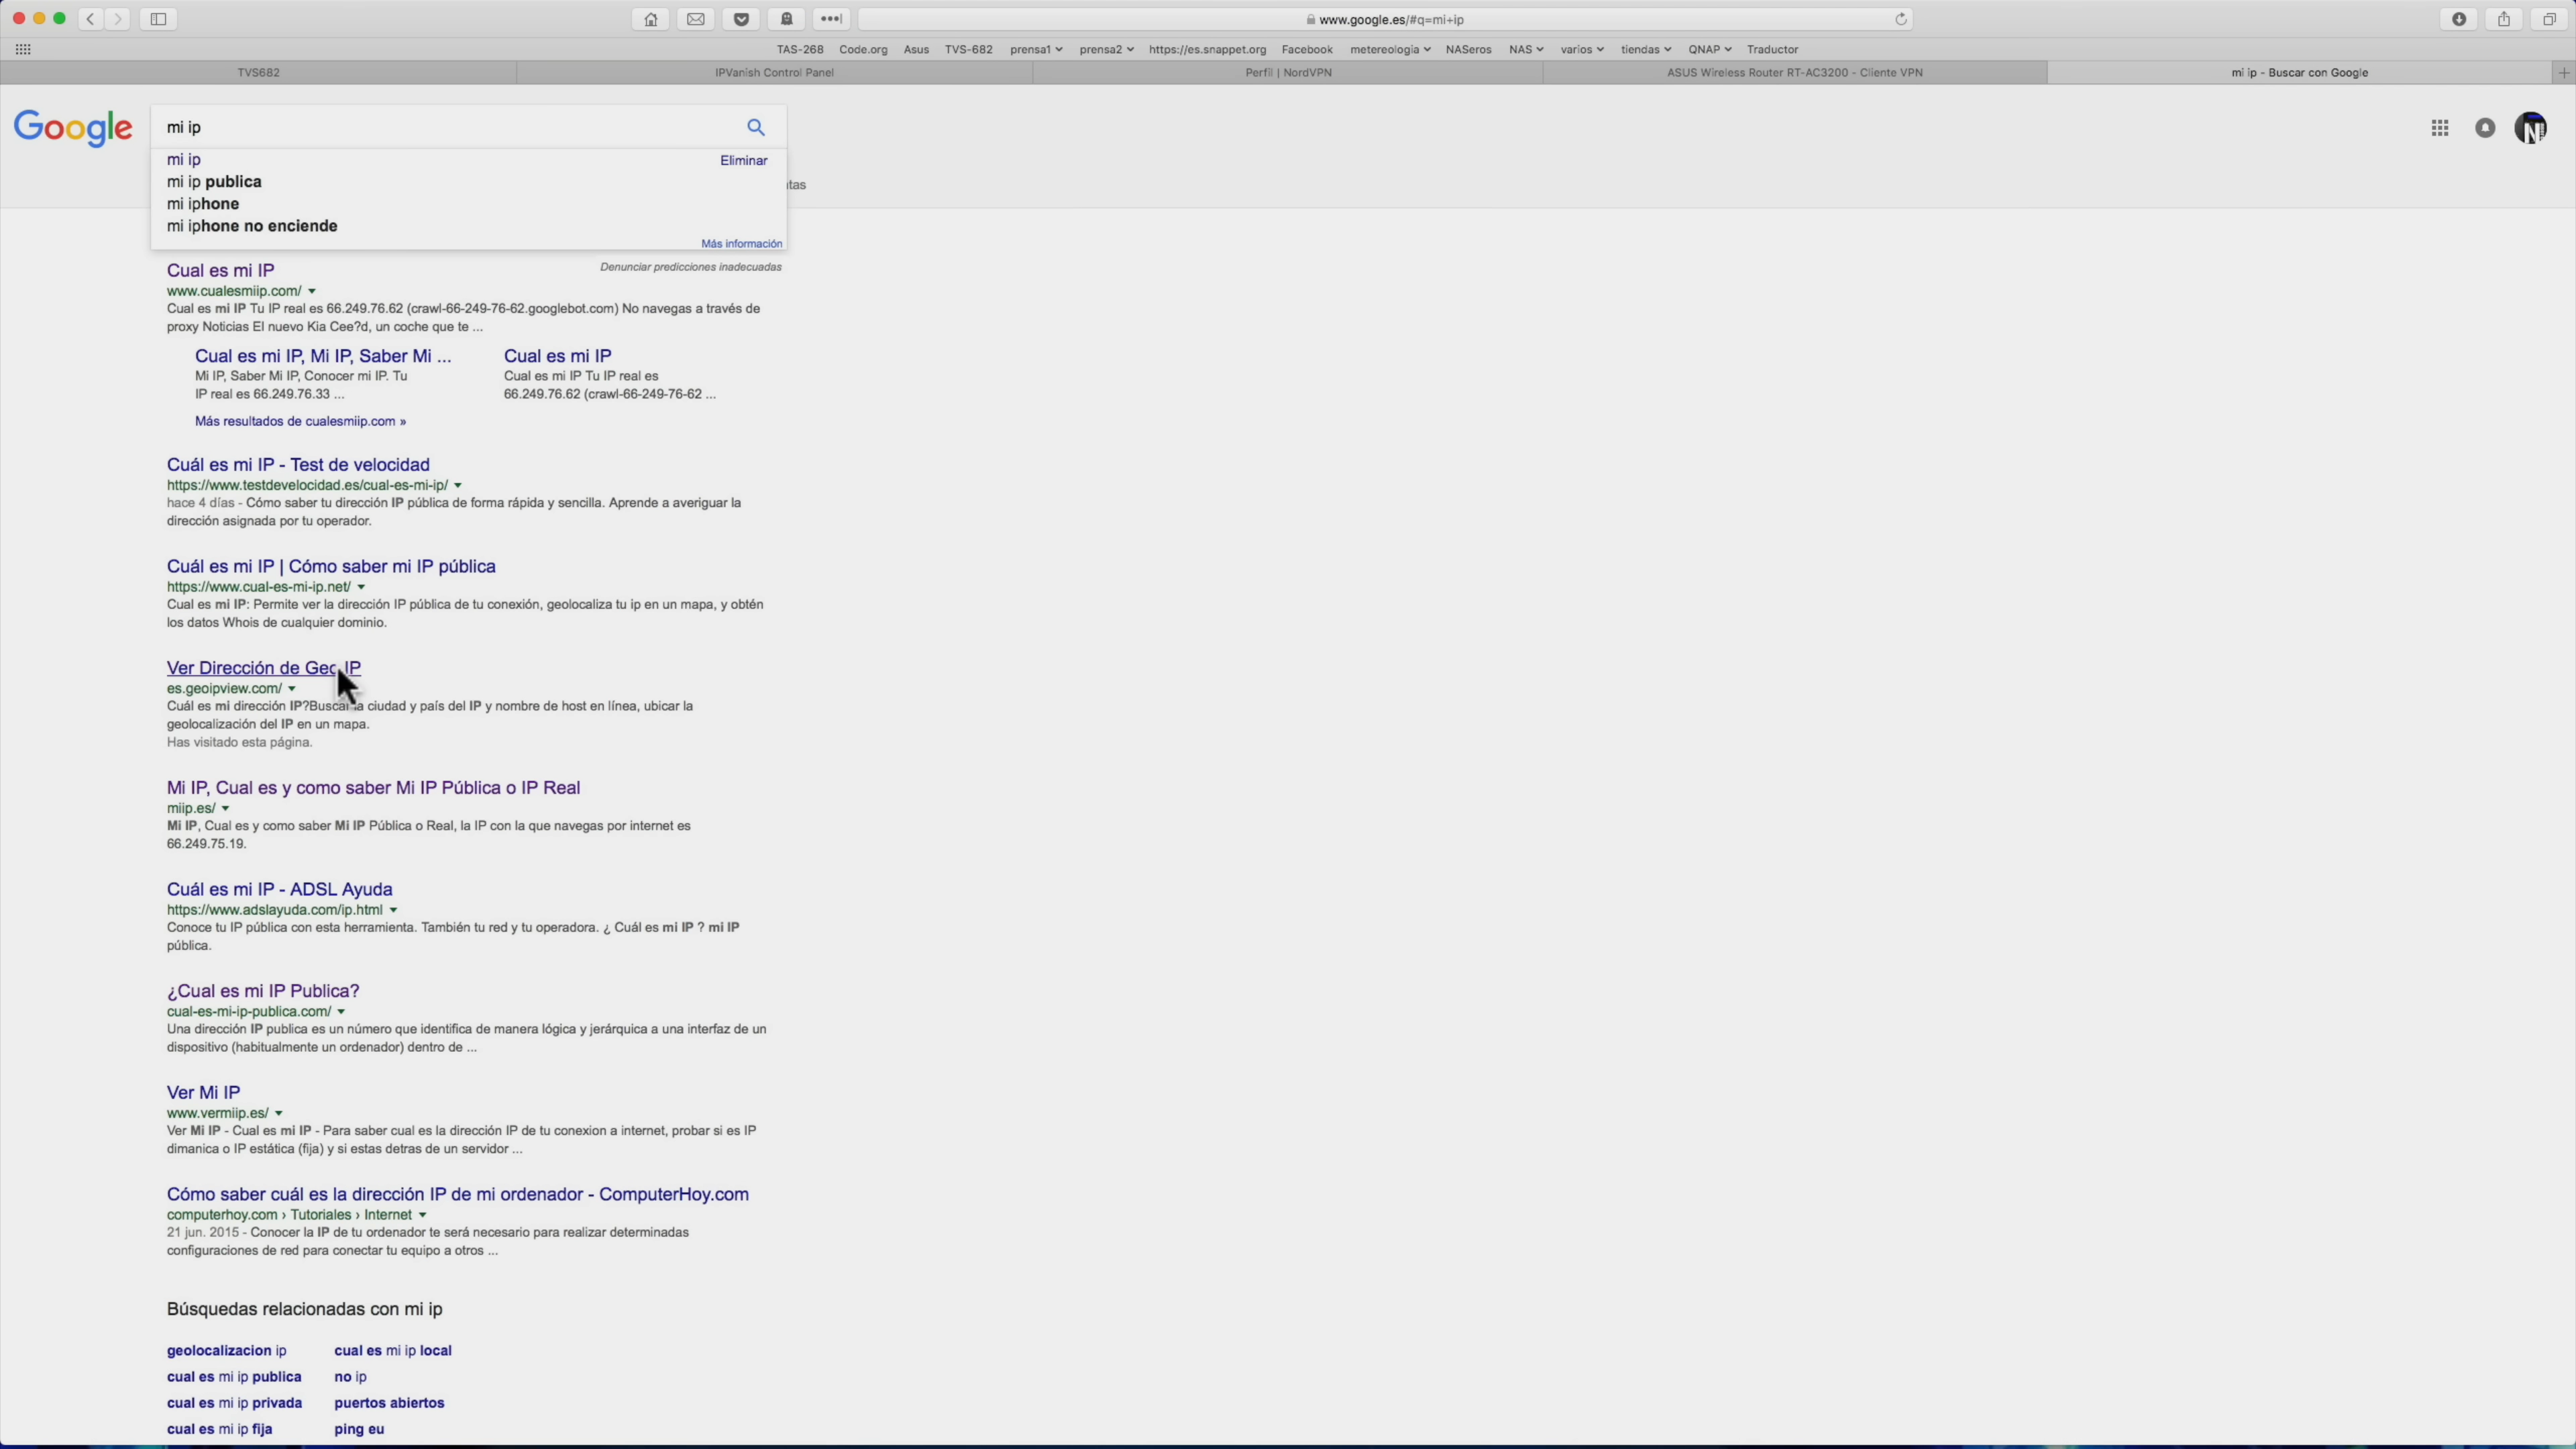 www.google.es/#q=mi+ip
TAS-268 Code.org Asus TVS-682 prensa1 prensa2 https://es.snappet.org Facebook metereologia NASeros NAS varios tiendas QNAP Traductor
TVS682 IPVanish Control Panel Perfil | NordVPN ASUS Wireless Router RT-AC3200 - Cliente VPN mi ip - Buscar con Google
Google
mi ip
mi ip Eliminar
mi ip publica
mi iphone
mi iphone no enciende
Más información
Denunciar predicciones inadecuadas
Cual es mi IP
www.cualesmiip.com/
Cual es mi IP Tu IP real es 66.249.76.62 (crawl-66-249-76-62.googlebot.com) No navegas a través de
proxy Noticias El nuevo Kia Cee?d, un coche que te ...
Cual es mi IP, Mi IP, Saber Mi ...
Mi IP, Saber Mi IP, Conocer mi IP. Tu
IP real es 66.249.76.33 ...
Cual es mi IP
Cual es mi IP Tu IP real es
66.249.76.62 (crawl-66-249-76-62 ...
Más resultados de cualesmiip.com »
Cuál es mi IP - Test de velocidad
https://www.testdevelocidad.es/cual-es-mi-ip/
hace 4 días - Cómo saber tu dirección IP pública de forma rápida y sencilla. Aprende a averiguar la
dirección asignada por tu operador.
Cuál es mi IP | Cómo saber mi IP pública
https://www.cual-es-mi-ip.net/
Cual es mi IP: Permite ver la dirección IP pública de tu conexión, geolocaliza tu ip en un mapa, y obtén
los datos Whois de cualquier dominio.
Ver Dirección de Geo IP
es.geoipview.com/
Cuál es mi dirección IP?Buscar la ciudad y país del IP y nombre de host en línea, ubicar la
geolocalización del IP en un mapa.
Has visitado esta página.
Mi IP, Cual es y como saber Mi IP Pública o IP Real
miip.es/
Mi IP, Cual es y como saber Mi IP Pública o Real, la IP con la que navegas por internet es
66.249.75.19.
Cuál es mi IP - ADSL Ayuda
https://www.adslayuda.com/ip.html
Conoce tu IP pública con esta herramienta. También tu red y tu operadora. ¿ Cuál es mi IP ? mi IP
pública.
¿Cual es mi IP Publica?
cual-es-mi-ip-publica.com/
Una dirección IP publica es un número que identifica de manera lógica y jerárquica a una interfaz de un
dispositivo (habitualmente un ordenador) dentro de ...
Ver Mi IP
www.vermiip.es/
Ver Mi IP - Cual es mi IP - Para saber cual es la dirección IP de tu conexion a internet, probar si es IP
dimanica o IP estática (fija) y si estas detras de un servidor ...
Cómo saber cuál es la dirección IP de mi ordenador - ComputerHoy.com
computerhoy.com › Tutoriales › Internet
21 jun. 2015 - Conocer la IP de tu ordenador te será necesario para realizar determinadas
configuraciones de red para conectar tu equipo a otros ...
Búsquedas relacionadas con mi ip
geolocalizacion ip cual es mi ip local
cual es mi ip publica no ip
cual es mi ip privada puertos abiertos
cual es mi ip fija ping eu